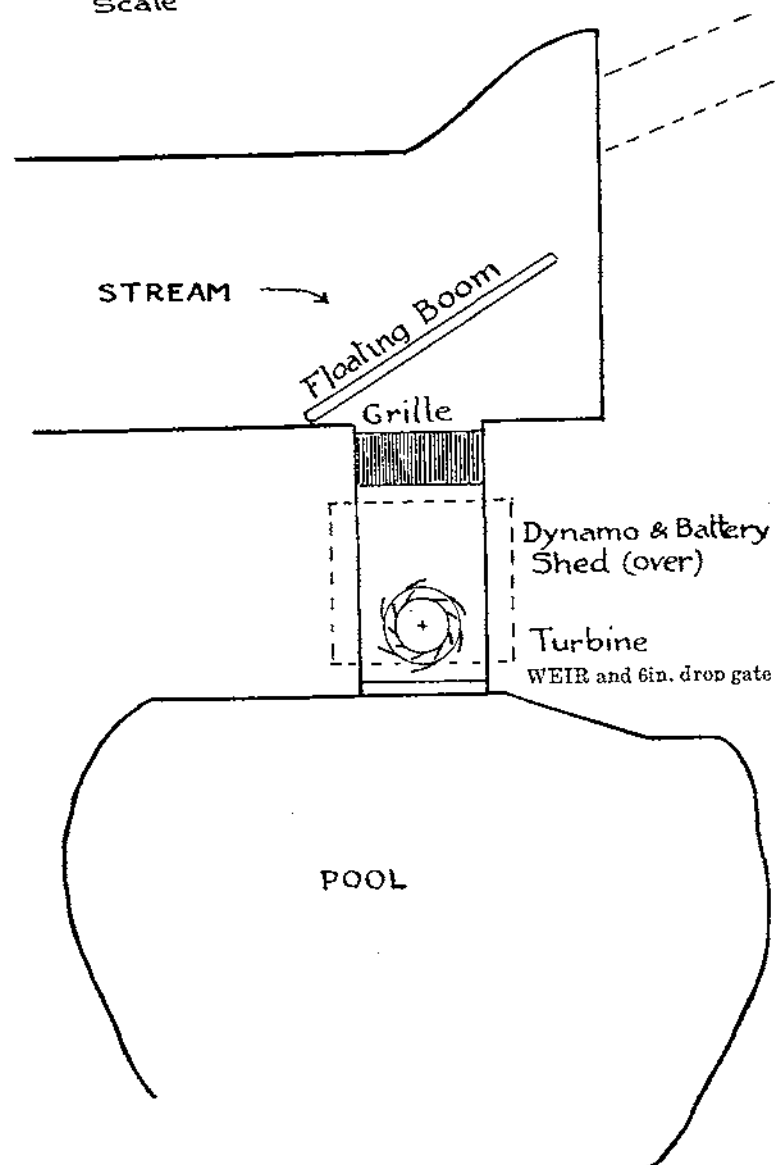 Scale
STREAM
Floating Boom
Grille
Dynamo & Battery
Shed (over)
Turbine
WEIR and 6in. drop gate
POOL